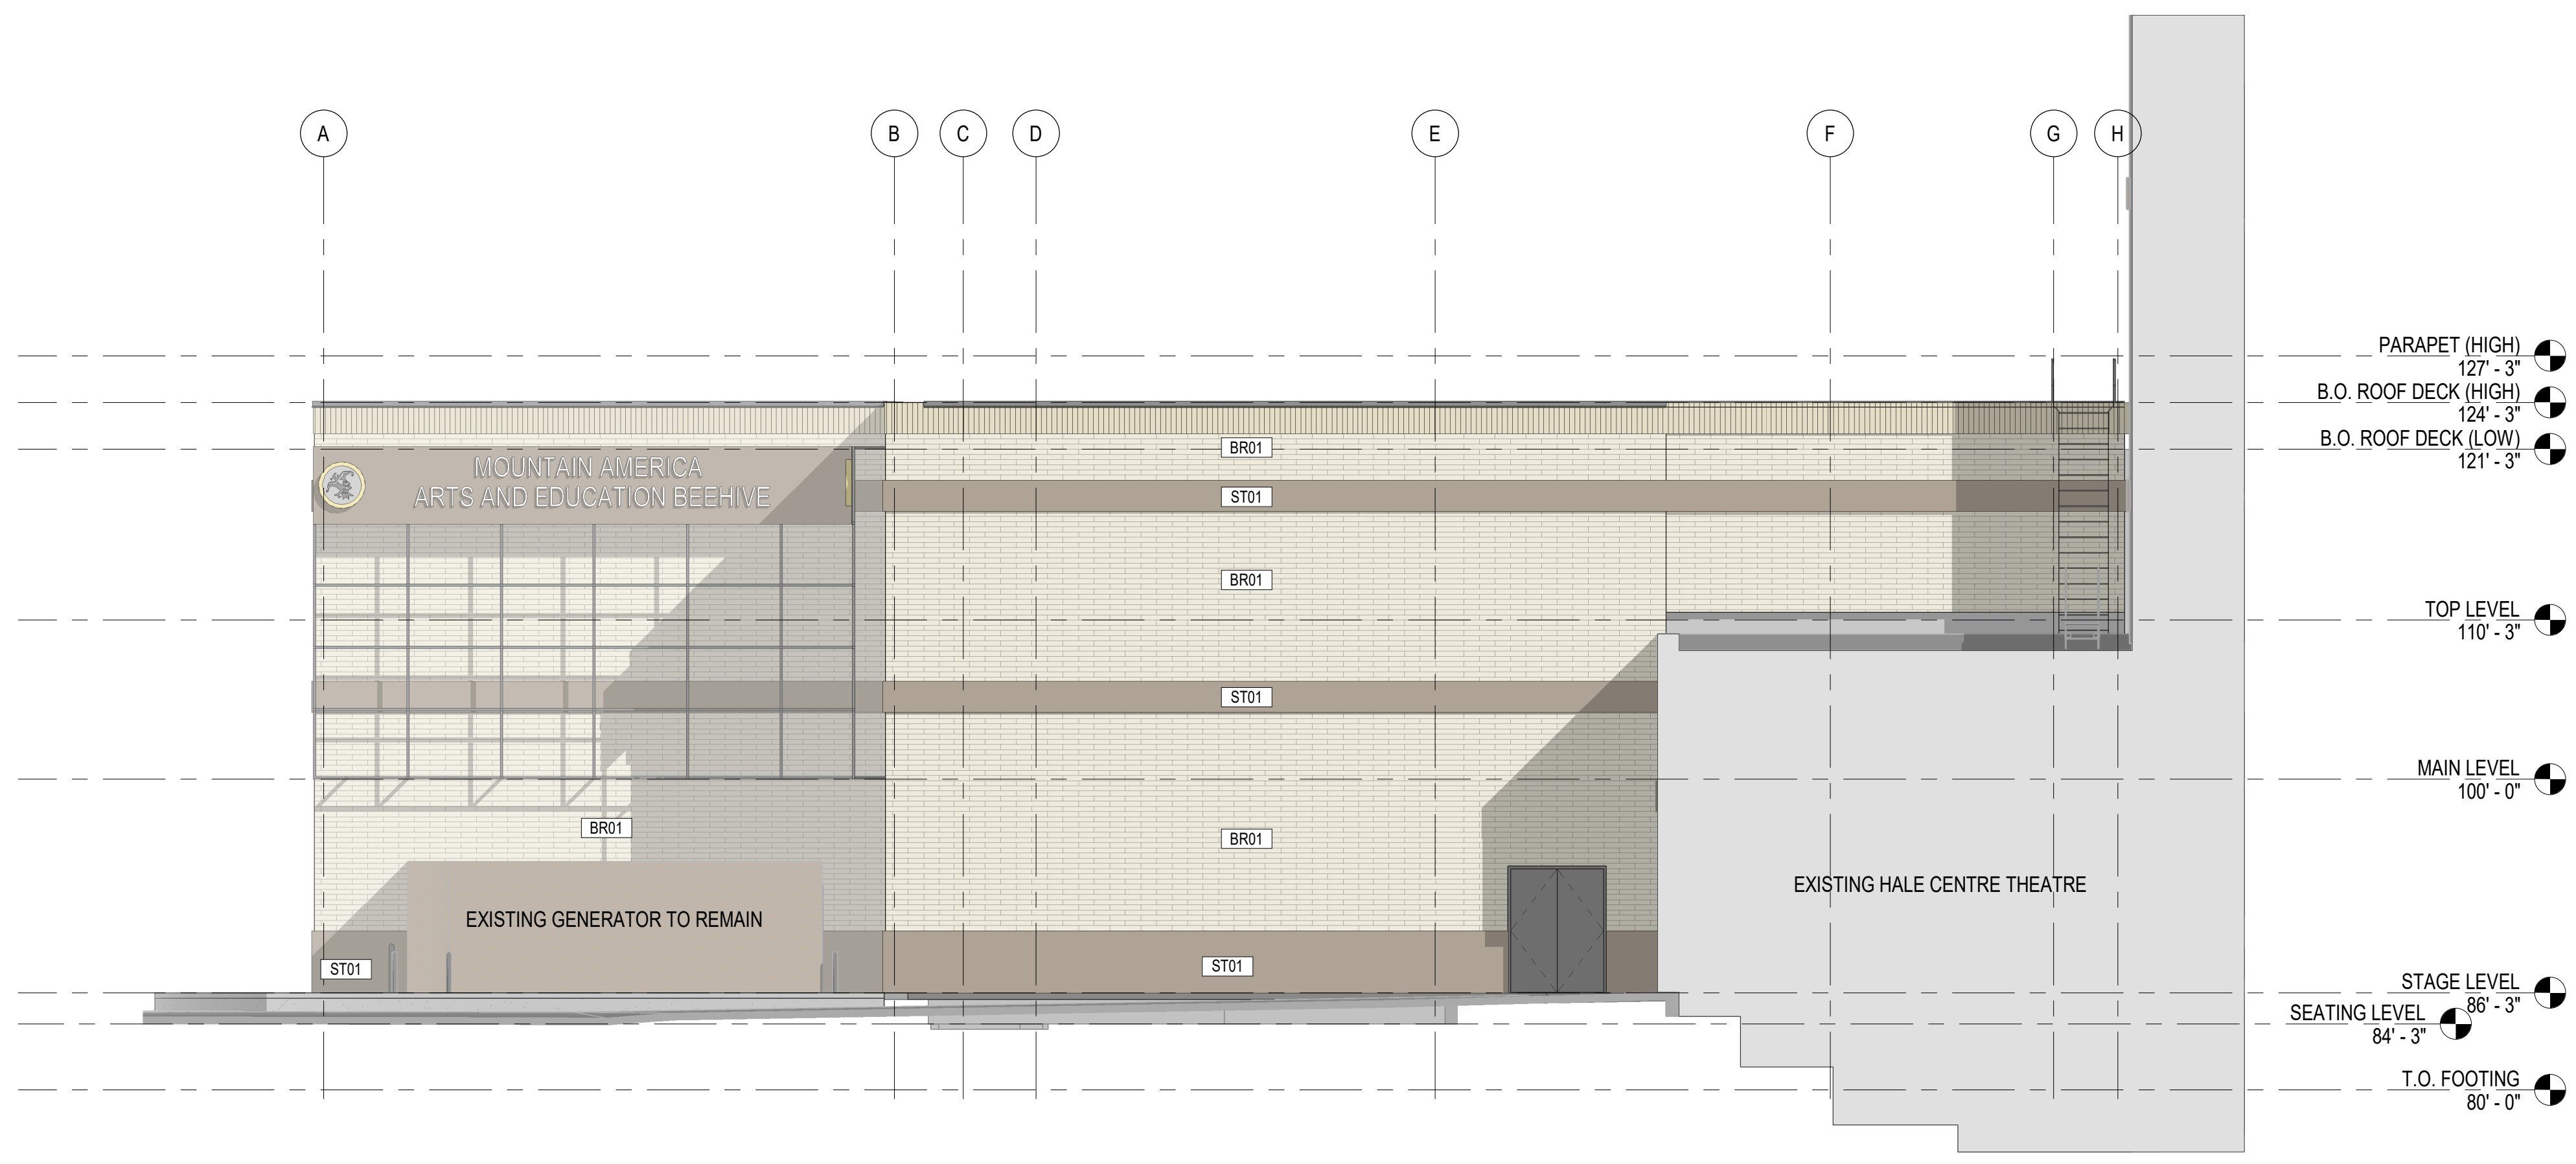 A B C D E F G H
PARAPET (HIGH)
127' - 3"
B.O. ROOF DECK (HIGH)
124' - 3"
B.O. ROOF DECK (LOW)
121' - 3"
BR01
MOUNTAIN AMERICA
ARTS AND EDUCATION BEEHIVE
ST01
BR01
TOP LEVEL
110' - 3"
ST01
MAIN LEVEL
100' - 0"
BR01
BR01
EXISTING HALE CENTRE THEATRE
EXISTING GENERATOR TO REMAIN
ST01
ST01
STAGE LEVEL
86' - 3"
SEATING LEVEL
84' - 3"
T.O. FOOTING
80' - 0"